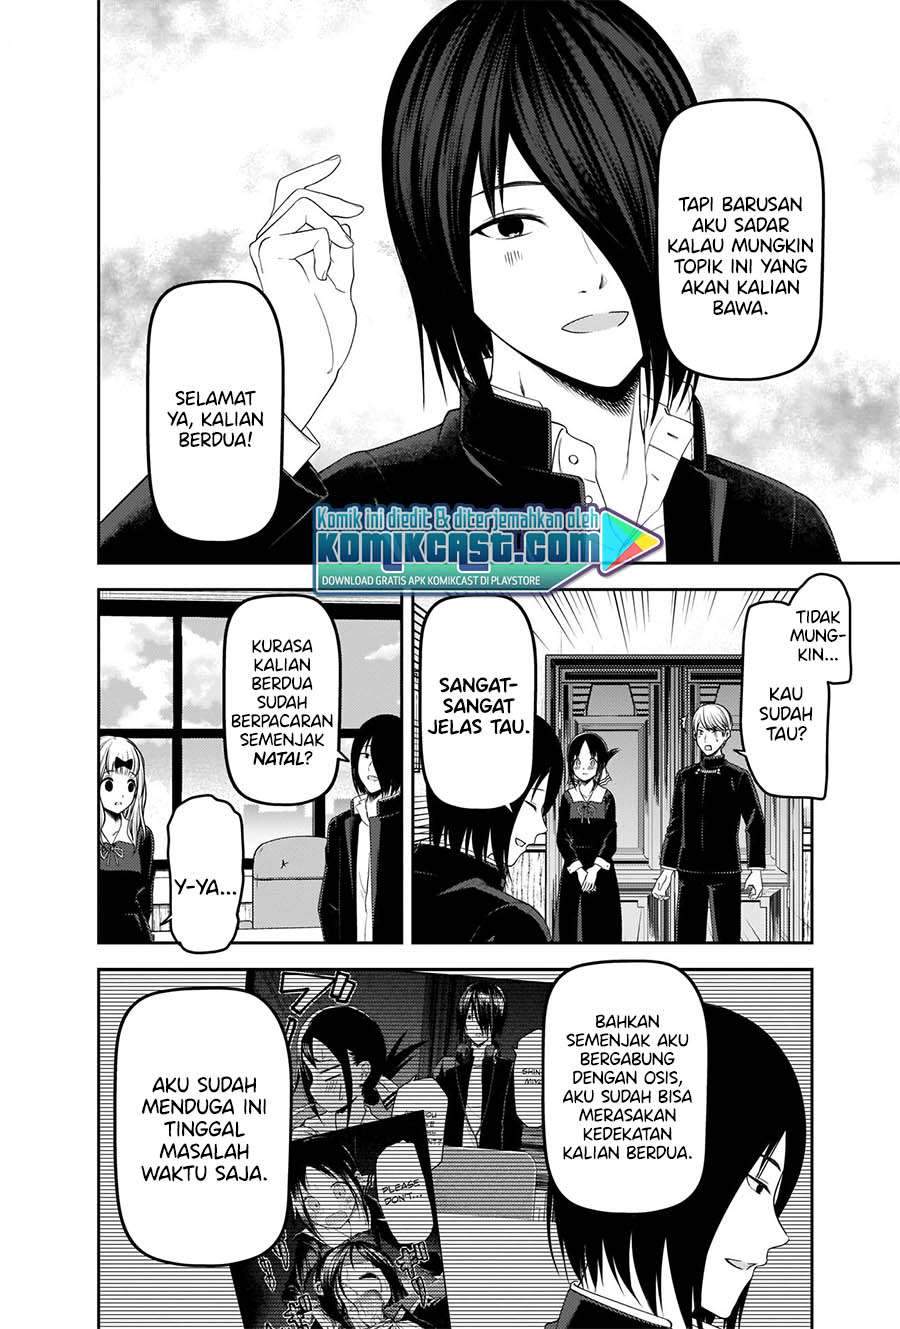 TAPI BARUSAN
AKU SADAR
KALAU MUNGKIN
TOPIK INI YANG
AKAN KALIAN
BAWA.
SELAMAT
YA, KALIAN
BERDUA!
Komik ini diedit & diterjemahkan oleh
KOMIKCAST.COM
DOWNLOAD GRATIS APK KOMIKCAST DI PLAYSTORE
TIDAK
MUNG-
KIN...
KAU
SUDAH
TAU?
SANGAT-
SANGAT
JELAS TAU.
KURASA
KALIAN
BERDUA
SUDAH
BERPACARAN
SEMENJAK
NATAL?
Y-YA...
BAHKAN
SEMENJAK AKU
BERGABUNG
DENGAN OSIS,
AKU SUDAH BISA
MERASAKAN
KEDEKATAN
KALIAN BERDUA.
AKU SUDAH
MENDUGA INI
TINGGAL
MASALAH
WAKTU SAJA.
PLEASE
DON'T...